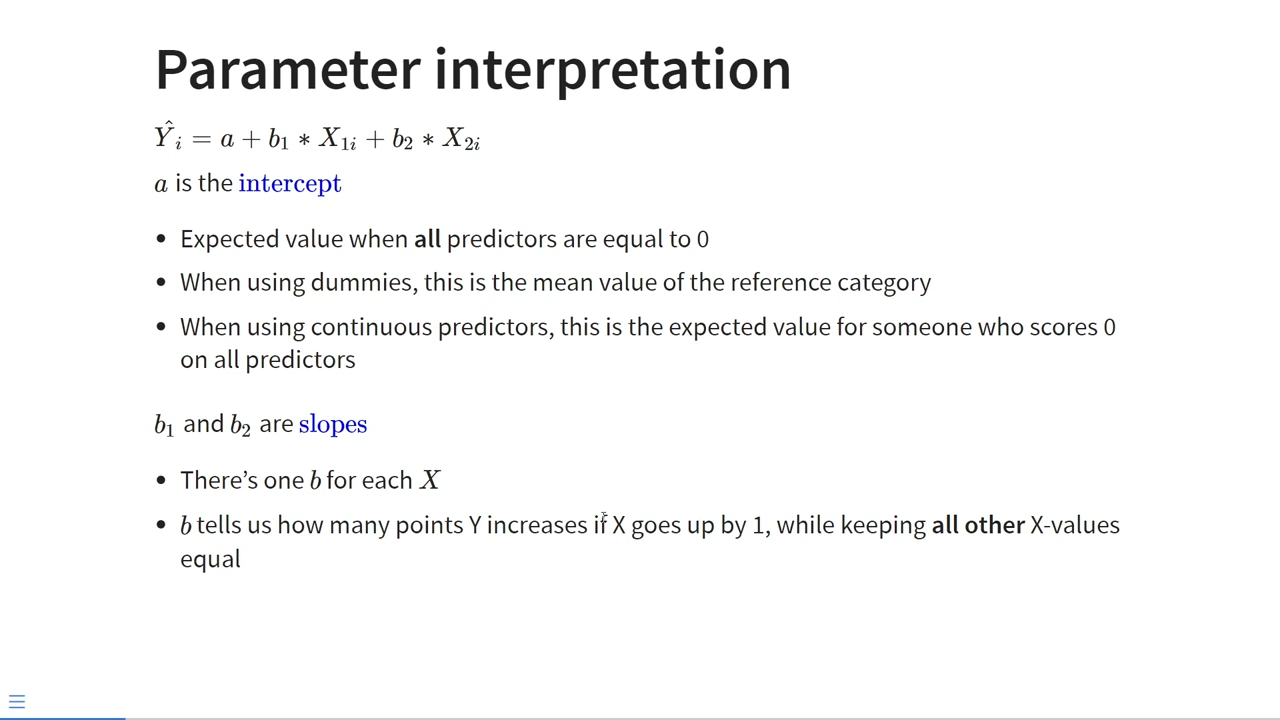 Parameter interpretation
Ŷᵢ = a + b₁ ∗ X₁ᵢ + b₂ ∗ X₂ᵢ
a is the intercept
• Expected value when all predictors are equal to 0
• When using dummies, this is the mean value of the reference category
• When using continuous predictors, this is the expected value for someone who scores 0
on all predictors
b₁ and b₂ are slopes
• There’s one b for each X
• b tells us how many points Y increases if X goes up by 1, while keeping all other X-values
equal